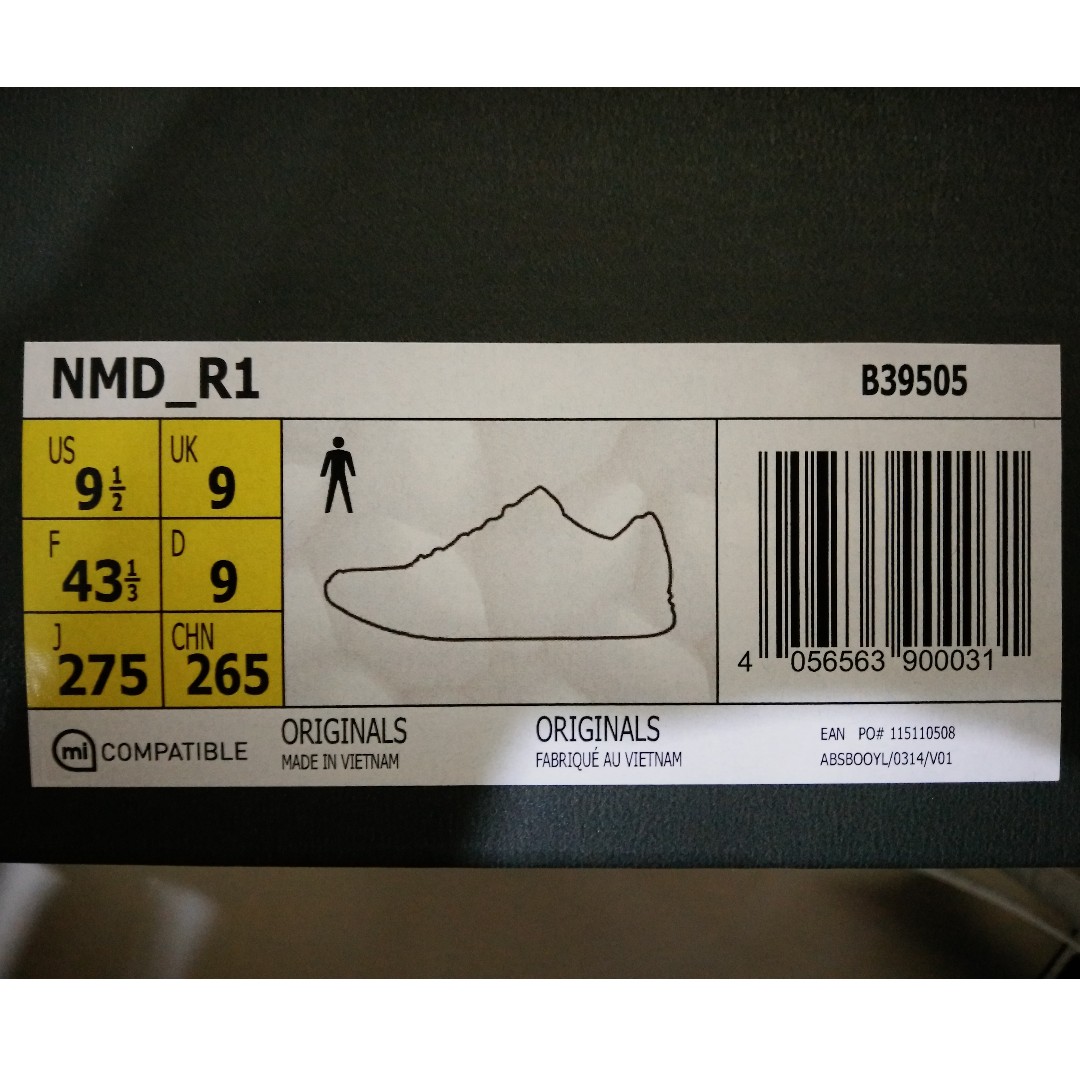 NMD_R1 B39505
US 9 1/2 UK 9
F 43 1/3 D 9
J 275 CHN 265
4 056563 900031
mi COMPATIBLE
ORIGINALS
MADE IN VIETNAM
ORIGINALS
FABRIQUÉ AU VIETNAM
EAN PO# 115110508
ABSBOOYL/0314/V01